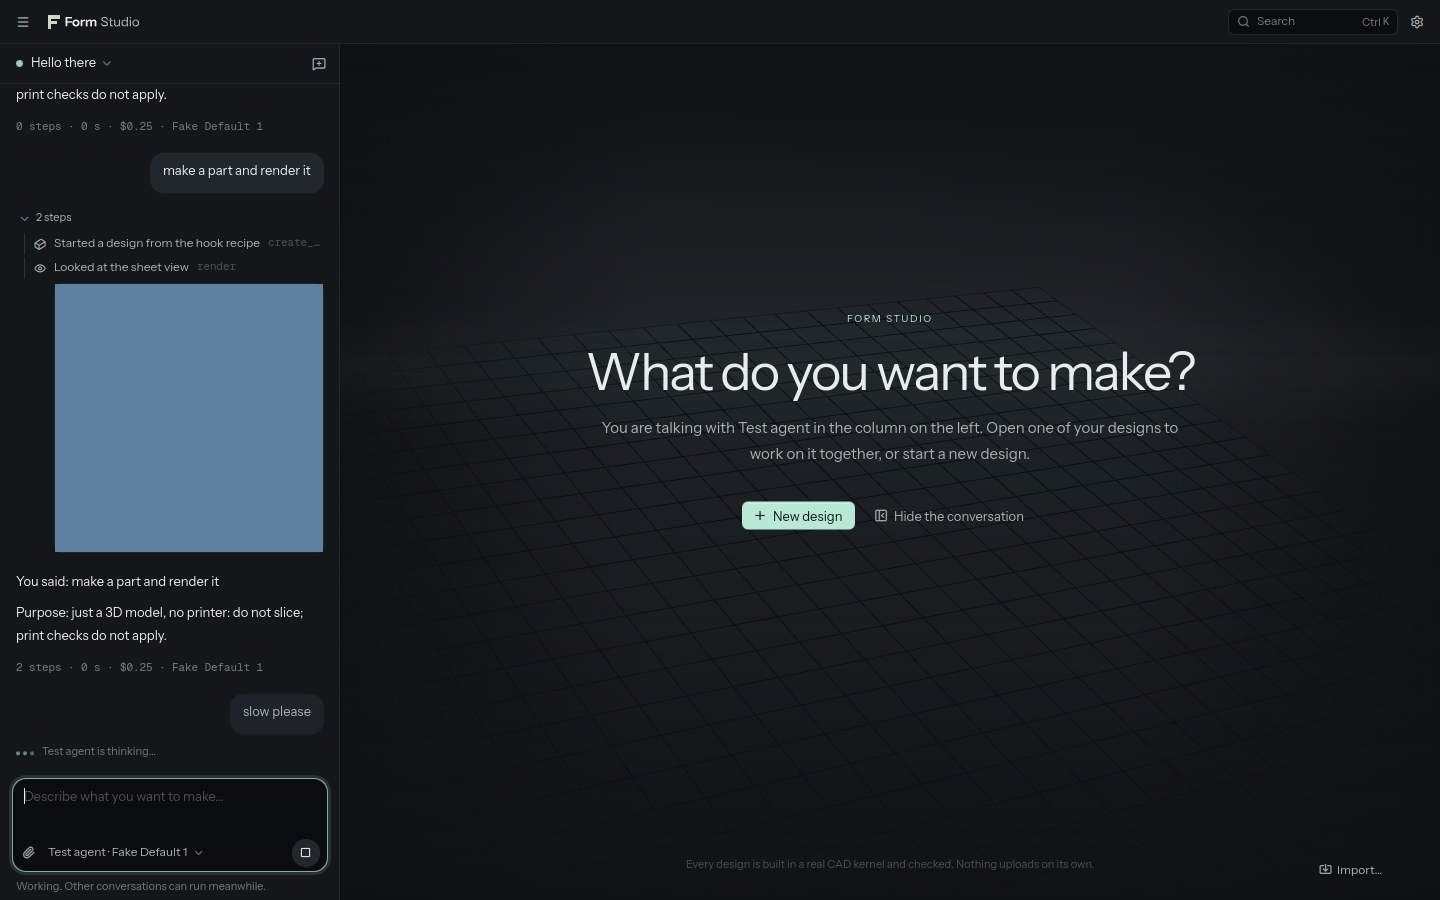 Form Studio
Search
Ctrl K
Hello there
print checks do not apply.
0 steps · 0 s · $0.25 · Fake Default 1
make a part and render it
2 steps
Started a design from the hook recipe create_…
Looked at the sheet view render
You said: make a part and render it
Purpose: just a 3D model, no printer: do not slice;
print checks do not apply.
2 steps · 0 s · $0.25 · Fake Default 1
slow please
Test agent is thinking…
Describe what you want to make…
Test agent · Fake Default 1
Working. Other conversations can run meanwhile.
FORM STUDIO
What do you want to make?
You are talking with Test agent in the column on the left. Open one of your designs to
work on it together, or start a new design.
New design
Hide the conversation
Every design is built in a real CAD kernel and checked. Nothing uploads on its own.
Import…